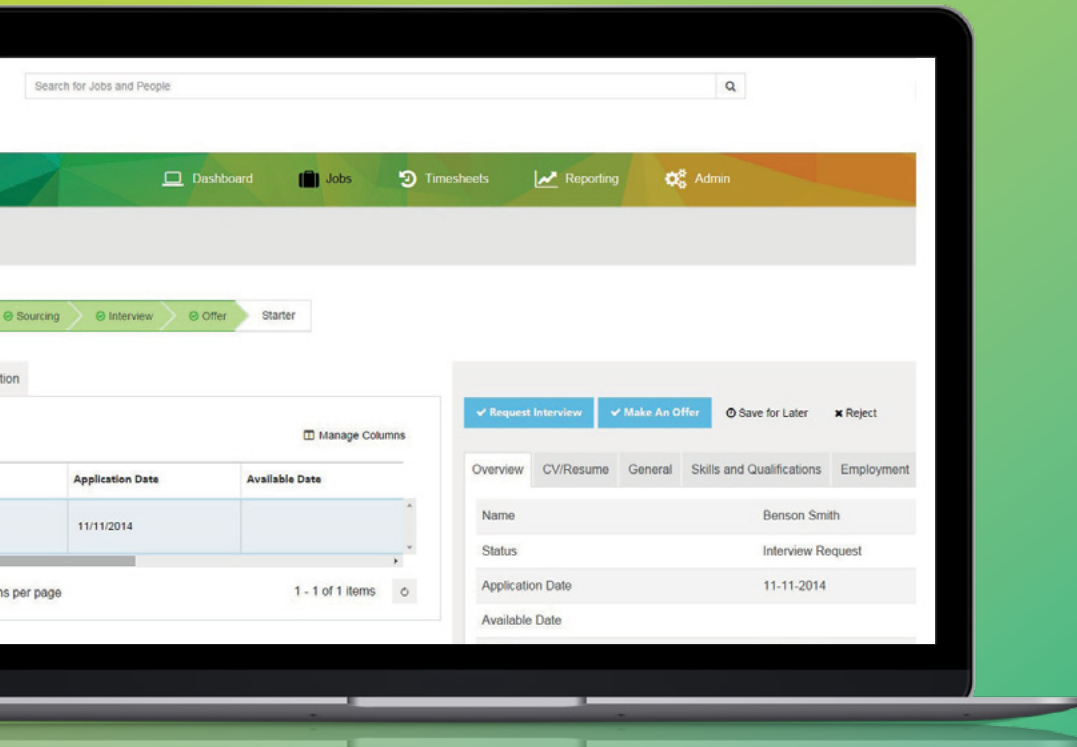 Search for Jobs and People
Dashboard Jobs Timesheets Reporting Admin
Sourcing Interview Offer Starter
tion
Manage Columns
Application Date Available Date
11/11/2014
ns per page 1 - 1 of 1 items
Request Interview Make An Offer Save for Later Reject
Overview CV/Resume General Skills and Qualifications Employment
Name Benson Smith
Status Interview Request
Application Date 11-11-2014
Available Date